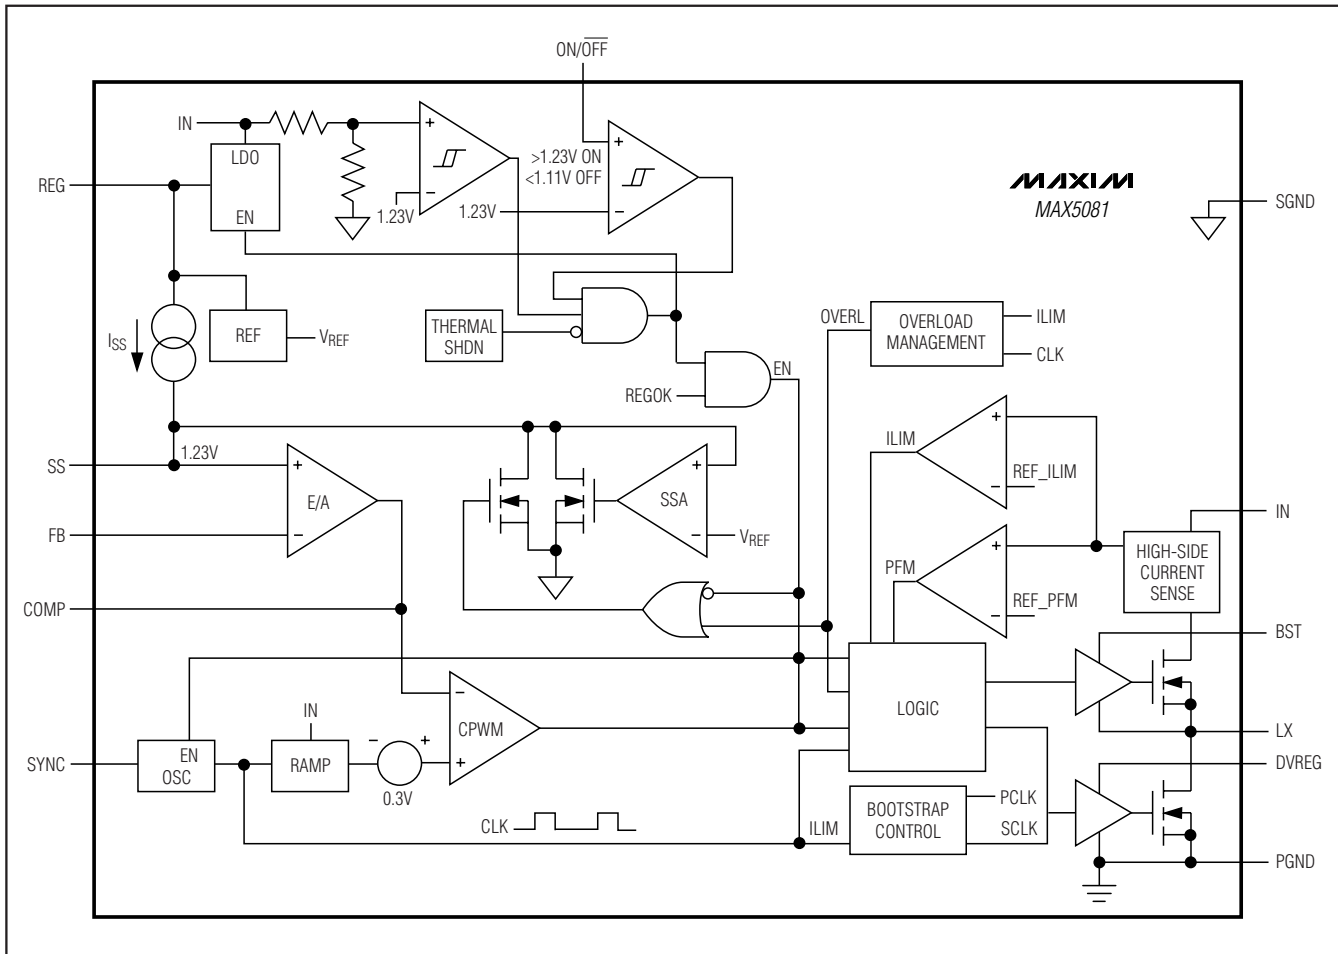 ON/OFF
IN
LDO
REG
EN
+
−
1.23V
>1.23V ON
<1.11V OFF
1.23V
+
−
MAXIM
MAX5081
SGND
ISS
REF
VREF
THERMAL
SHDN
REGOK
EN
OVERL
OVERLOAD
MANAGEMENT
ILIM
CLK
SS
1.23V
+
E/A
−
FB
COMP
+
SSA
−
VREF
ILIM
+
REF_ILIM
−
PFM
+
REF_PFM
−
HIGH-SIDE
CURRENT
SENSE
IN
BST
LX
DVREG
PGND
LOGIC
−
CPWM
+
SYNC
EN
OSC
IN
RAMP
−
+
0.3V
CLK
ILIM
BOOTSTRAP
CONTROL
PCLK
SCLK